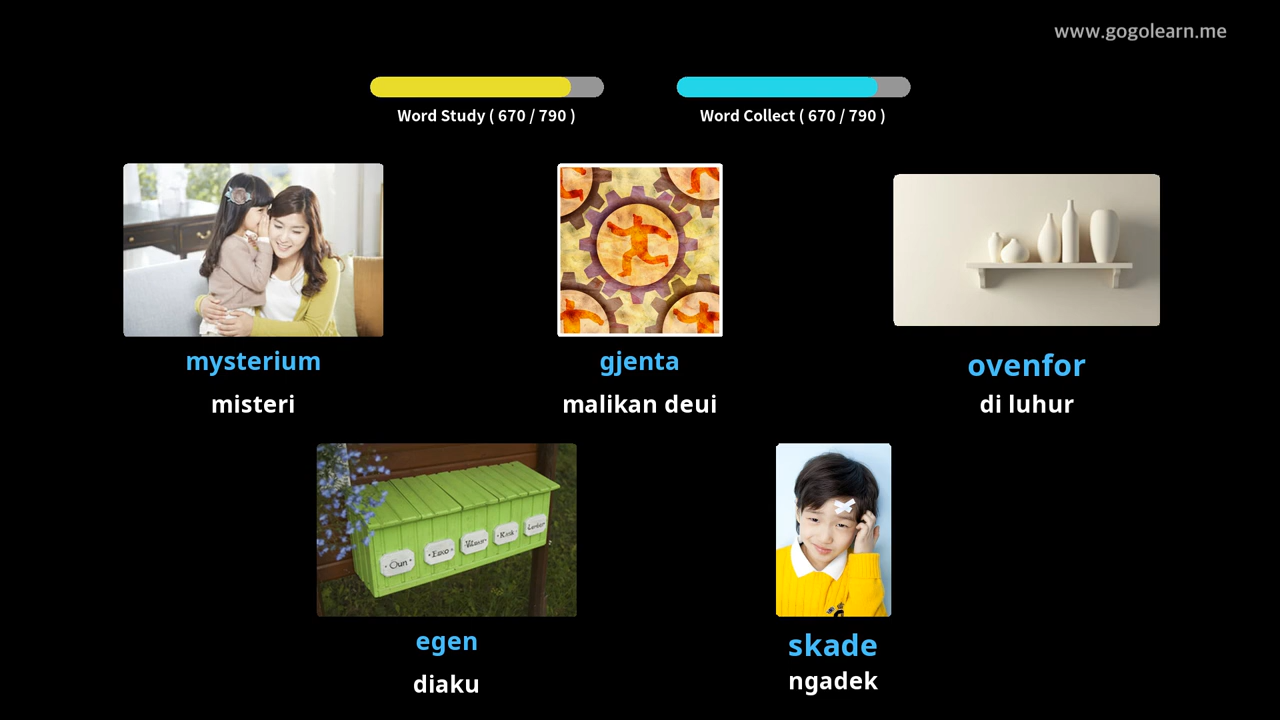 www.gogolearn.me
Word Study ( 670 / 790 )
Word Collect ( 670 / 790 )
mysterium
gjenta
ovenfor
misteri
malikan deui
di luhur
egen
skade
diaku
ngadek